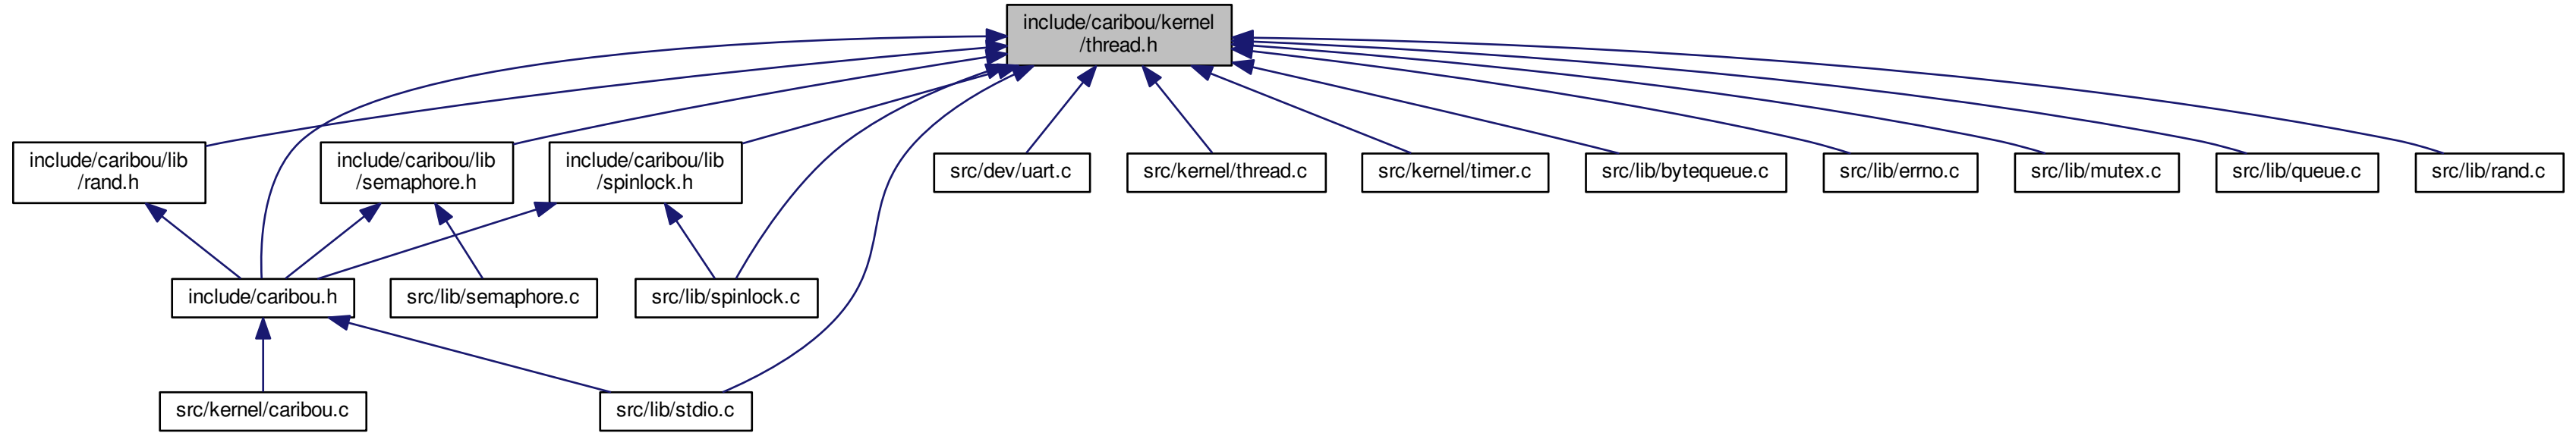 include/caribou/kernel
/thread.h
include/caribou/lib
/rand.h
include/caribou/lib
/semaphore.h
include/caribou/lib
/spinlock.h
src/dev/uart.c
src/kernel/thread.c
src/kernel/timer.c
src/lib/bytequeue.c
src/lib/errno.c
src/lib/mutex.c
src/lib/queue.c
src/lib/rand.c
include/caribou.h
src/lib/semaphore.c
src/lib/spinlock.c
src/kernel/caribou.c
src/lib/stdio.c